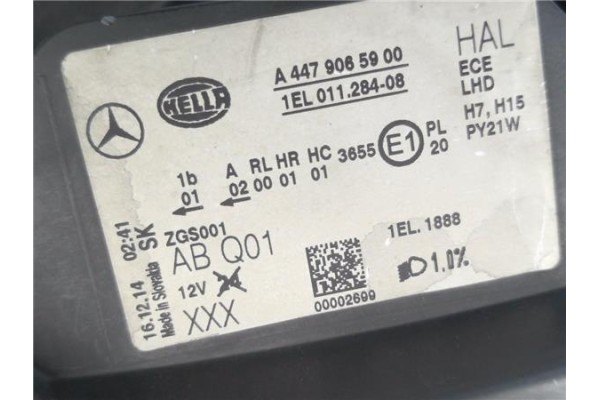 HELLA
A 447 906 59 00
1EL 011.284-08
HAL
ECE
LHD
H7, H15
PY21W
1b A RL HR HC 3655 E1 PL
01 02 00 01 01 20
16.12.14 02:41
Made in Slovakia SK
ZGS001
AB Q01
12V
XXX
00002699
1EL. 1888
1.0%